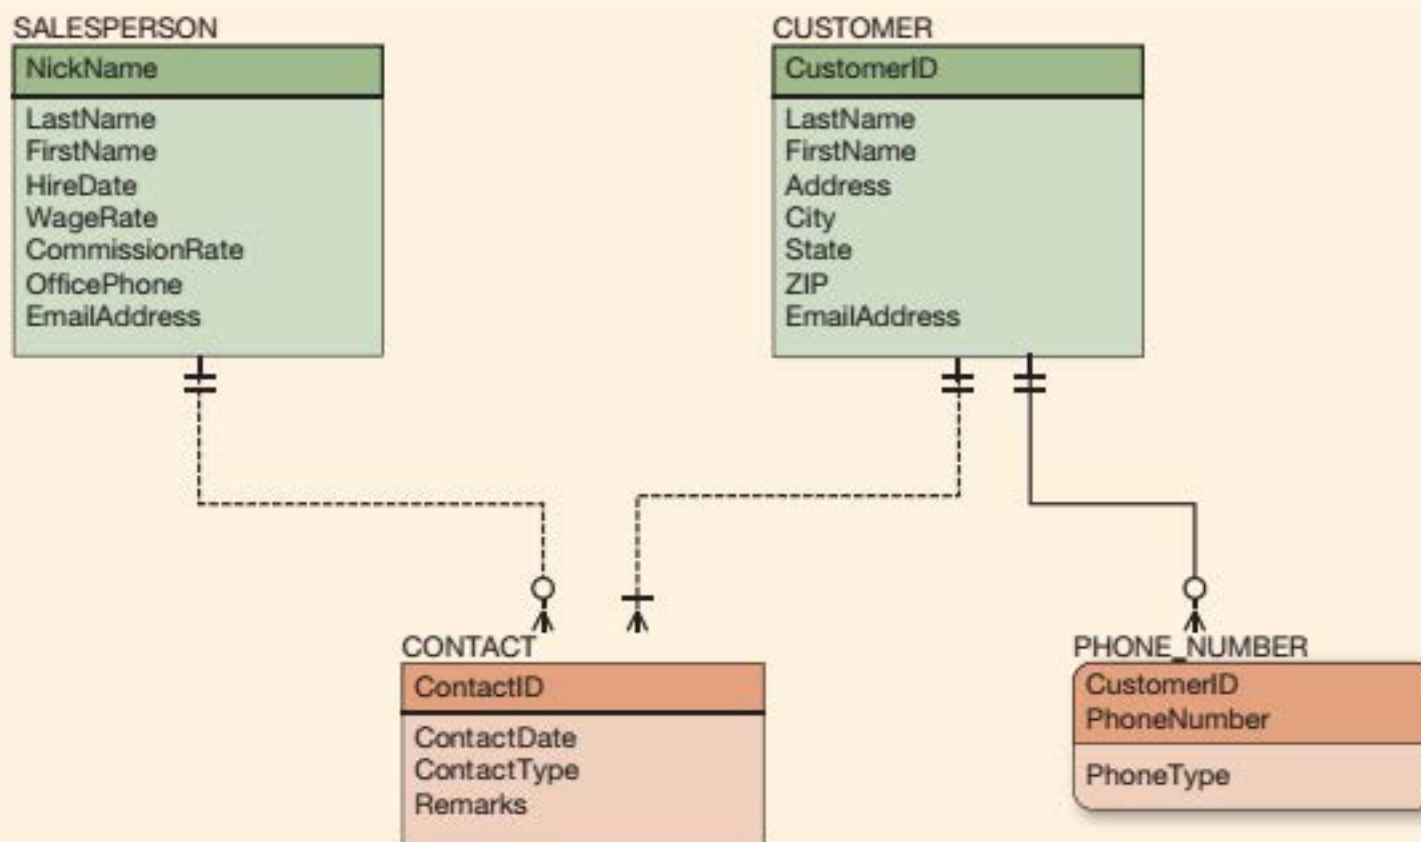 SALESPERSON
NickName
LastName
FirstName
HireDate
WageRate
CommissionRate
OfficePhone
EmailAddress
CUSTOMER
CustomerID
LastName
FirstName
Address
City
State
ZIP
EmailAddress
CONTACT
ContactID
ContactDate
ContactType
Remarks
PHONE_NUMBER
CustomerID
PhoneNumber
PhoneType